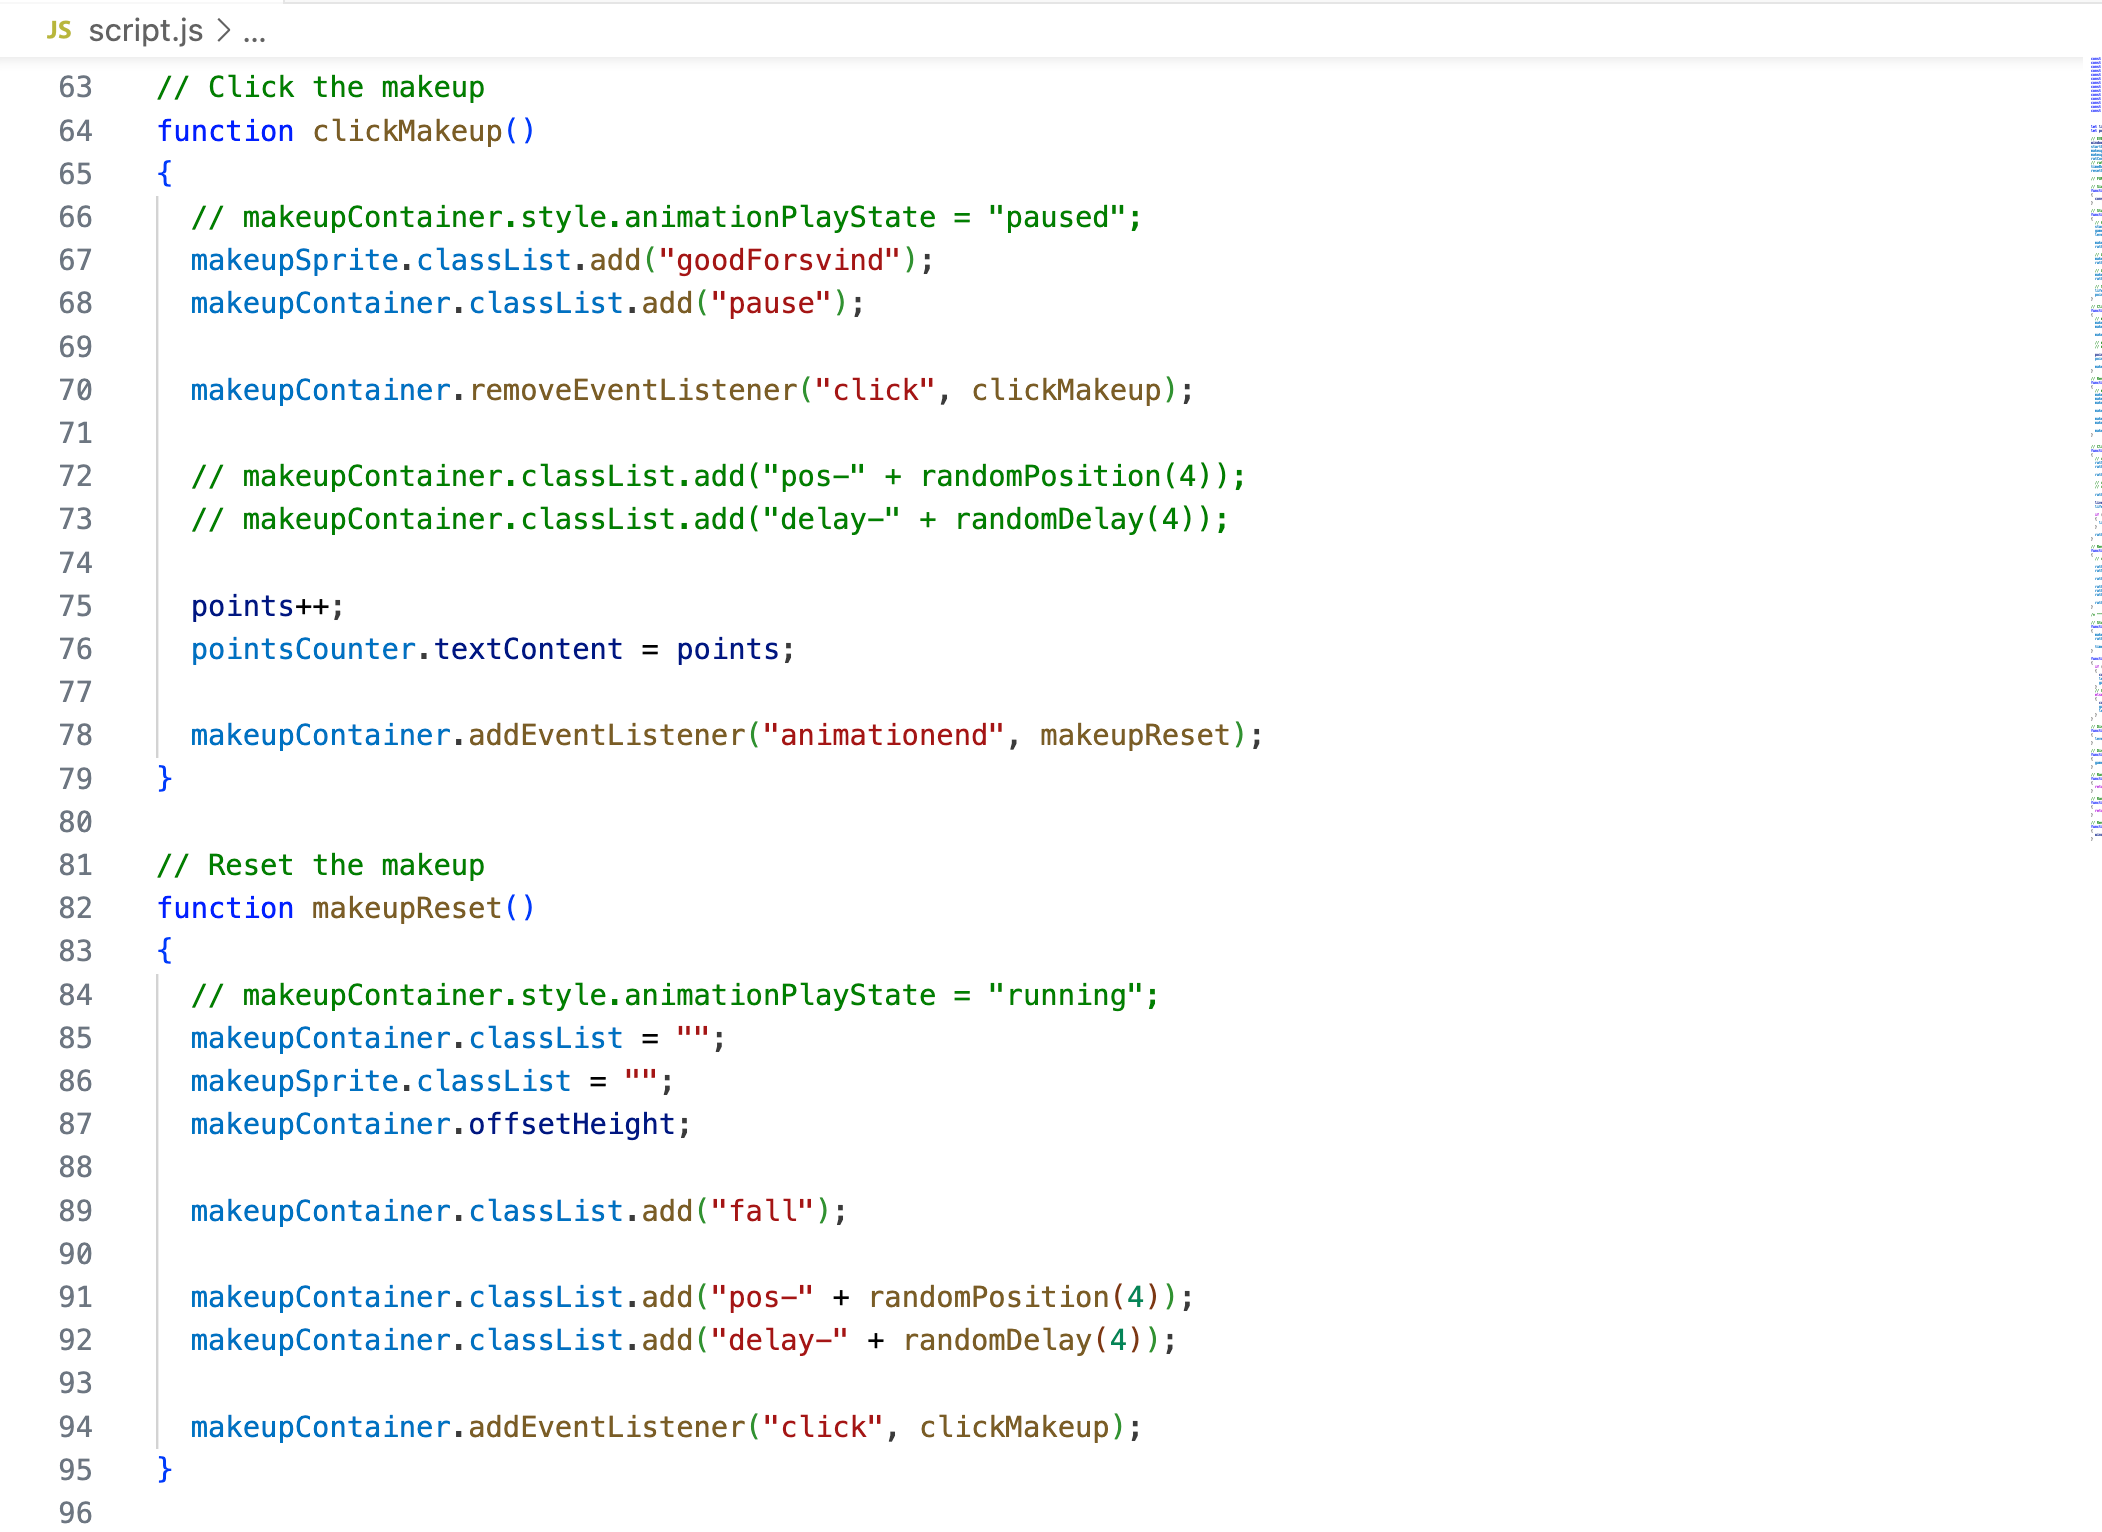 JS script.js > ...
63 // Click the makeup
64 function clickMakeup()
65 {
66 // makeupContainer.style.animationPlayState = "paused";
67 makeupSprite.classList.add("goodForsvind");
68 makeupContainer.classList.add("pause");
69
70 makeupContainer.removeEventListener("click", clickMakeup);
71
72 // makeupContainer.classList.add("pos-" + randomPosition(4));
73 // makeupContainer.classList.add("delay-" + randomDelay(4));
74
75 points++;
76 pointsCounter.textContent = points;
77
78 makeupContainer.addEventListener("animationend", makeupReset);
79 }
80
81 // Reset the makeup
82 function makeupReset()
83 {
84 // makeupContainer.style.animationPlayState = "running";
85 makeupContainer.classList = "";
86 makeupSprite.classList = "";
87 makeupContainer.offsetHeight;
88
89 makeupContainer.classList.add("fall");
90
91 makeupContainer.classList.add("pos-" + randomPosition(4));
92 makeupContainer.classList.add("delay-" + randomDelay(4));
93
94 makeupContainer.addEventListener("click", clickMakeup);
95 }
96